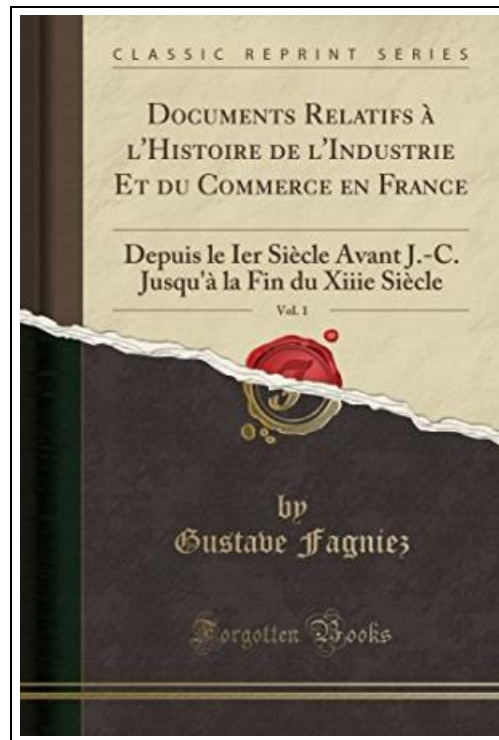 CLASSIC REPRINT SERIES
DOCUMENTS RELATIFS À
L'HISTOIRE DE L'INDUSTRIE
ET DU COMMERCE EN FRANCE
Depuis le Ier Siècle Avant J.-C.
Jusqu'à la Fin du Xiiie Siècle
Vol. 1
by
Gustave Fagniez
Forgotten Books